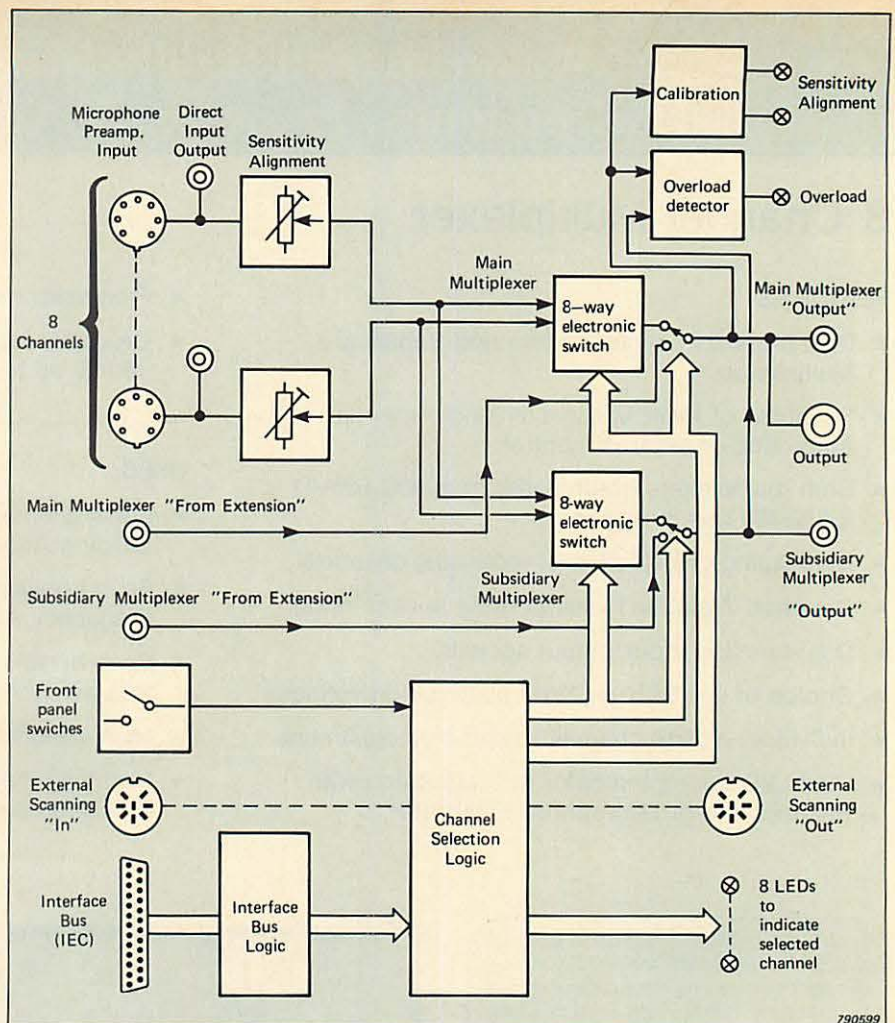 8 Chan
Multiplexer
Microphone
Preamp.
Input
Direct
Input
Output
Sensitivity
Alignment
8
Channels
Calibration
Sensitivity
Alignment
Overload
detector
Overload
Main
Multiplexer
8–way
electronic
switch
Main Multiplexer
"Output"
Output
8-way
electronic
switch
Subsidiary
Multiplexer
Subsidiary
Multiplexer
"Output"
Main Multiplexer "From Extension"
Subsidiary Multiplexer "From Extension"
Front
panel
swiches
External
Scanning
"In"
Channel
Selection
Logic
External
Scanning
"Out"
Interface
Bus
(IEC)
Interface
Bus
Logic
8 LEDs
to
indicate
selected
channel
790599